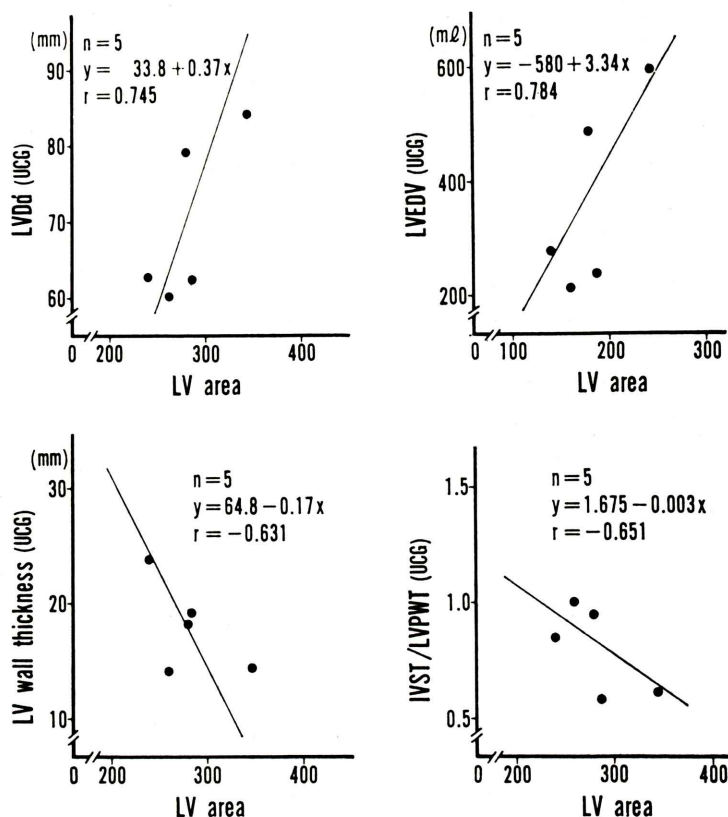 (mm)
n=5
y= 33.8+0.37x
r=0.745
90
80
70
60
LVDd (UCG)
0 200 300 400
LV area
(mℓ)
n=5
y=−580+3.34x
r=0.784
600
400
200
LVEDV (UCG)
0 100 200 300
LV area
(mm)
n=5
y=64.8−0.17x
r=−0.631
30
20
10
LV wall thickness (UCG)
0 200 300 400
LV area
n=5
y=1.675−0.003x
r=−0.651
1.5
1.0
0.5
IVST/LVPWT (UCG)
0 200 300 400
LV area